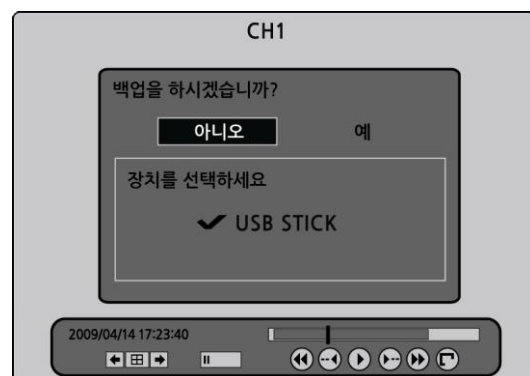 CH1
백업을 하시겠습니까?
아니오 예
장치를 선택하세요
USB STICK
2009/04/14 17:23:40